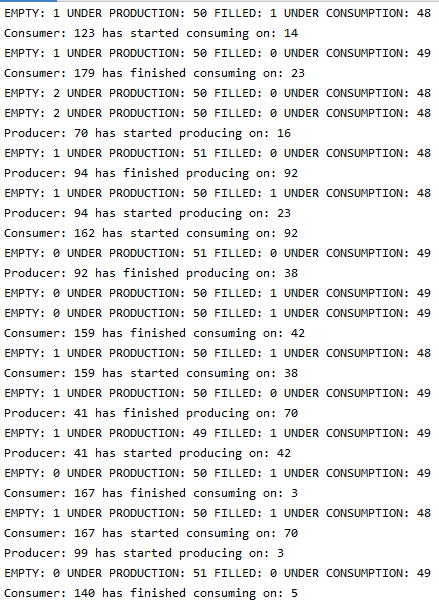 EMPTY: 1 UNDER PRODUCTION: 50 FILLED: 1 UNDER CONSUMPTION: 48
Consumer: 123 has started consuming on: 14
EMPTY: 1 UNDER PRODUCTION: 50 FILLED: 0 UNDER CONSUMPTION: 49
Consumer: 179 has finished consuming on: 23
EMPTY: 2 UNDER PRODUCTION: 50 FILLED: 0 UNDER CONSUMPTION: 48
EMPTY: 2 UNDER PRODUCTION: 50 FILLED: 0 UNDER CONSUMPTION: 48
Producer: 70 has started producing on: 16
EMPTY: 1 UNDER PRODUCTION: 51 FILLED: 0 UNDER CONSUMPTION: 48
Producer: 94 has finished producing on: 92
EMPTY: 1 UNDER PRODUCTION: 50 FILLED: 1 UNDER CONSUMPTION: 48
Producer: 94 has started producing on: 23
Consumer: 162 has started consuming on: 92
EMPTY: 0 UNDER PRODUCTION: 51 FILLED: 0 UNDER CONSUMPTION: 49
Producer: 92 has finished producing on: 38
EMPTY: 0 UNDER PRODUCTION: 50 FILLED: 1 UNDER CONSUMPTION: 49
EMPTY: 0 UNDER PRODUCTION: 50 FILLED: 1 UNDER CONSUMPTION: 49
Consumer: 159 has finished consuming on: 42
EMPTY: 1 UNDER PRODUCTION: 50 FILLED: 1 UNDER CONSUMPTION: 48
Consumer: 159 has started consuming on: 38
EMPTY: 1 UNDER PRODUCTION: 50 FILLED: 0 UNDER CONSUMPTION: 49
Producer: 41 has finished producing on: 70
EMPTY: 1 UNDER PRODUCTION: 49 FILLED: 1 UNDER CONSUMPTION: 49
Producer: 41 has started producing on: 42
EMPTY: 0 UNDER PRODUCTION: 50 FILLED: 1 UNDER CONSUMPTION: 49
Consumer: 167 has finished consuming on: 3
EMPTY: 1 UNDER PRODUCTION: 50 FILLED: 1 UNDER CONSUMPTION: 48
Consumer: 167 has started consuming on: 70
Producer: 99 has started producing on: 3
EMPTY: 0 UNDER PRODUCTION: 51 FILLED: 0 UNDER CONSUMPTION: 49
Consumer: 140 has finished consuming on: 5